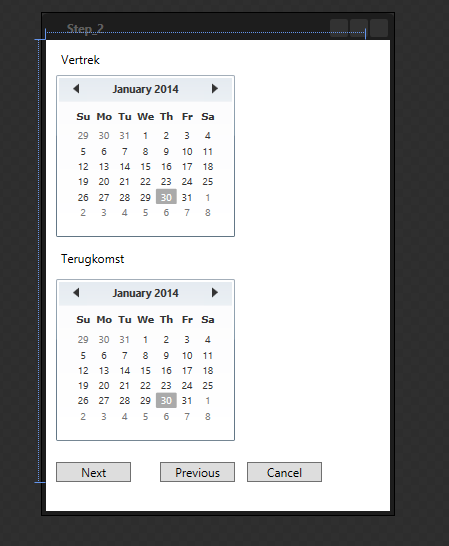 Step_2
Vertrek
January 2014
Su Mo Tu We Th Fr Sa
29 30 31 1 2 3 4
5 6 7 8 9 10 11
12 13 14 15 16 17 18
19 20 21 22 23 24 25
26 27 28 29 30 31 1
2 3 4 5 6 7 8
Terugkomst
January 2014
Su Mo Tu We Th Fr Sa
29 30 31 1 2 3 4
5 6 7 8 9 10 11
12 13 14 15 16 17 18
19 20 21 22 23 24 25
26 27 28 29 30 31 1
2 3 4 5 6 7 8
Next Previous Cancel